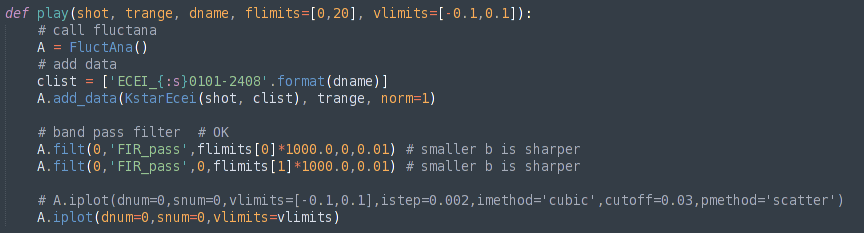 def play(shot, trange, dname, flimits=[0,20], vlimits=[-0.1,0.1]):
    # call fluctana
    A = FluctAna()
    # add data
    clist = ['ECEI_{:s}0101-2408'.format(dname)]
    A.add_data(KstarEcei(shot, clist), trange, norm=1)

    # band pass filter  # OK
    A.filt(0,'FIR_pass',flimits[0]*1000.0,0,0.01) # smaller b is sharper
    A.filt(0,'FIR_pass',0,flimits[1]*1000.0,0.01) # smaller b is sharper

    # A.iplot(dnum=0,snum=0,vlimits=[-0.1,0.1],istep=0.002,imethod='cubic',cutoff=0.03,pmethod='scatter')
    A.iplot(dnum=0,snum=0,vlimits=vlimits)